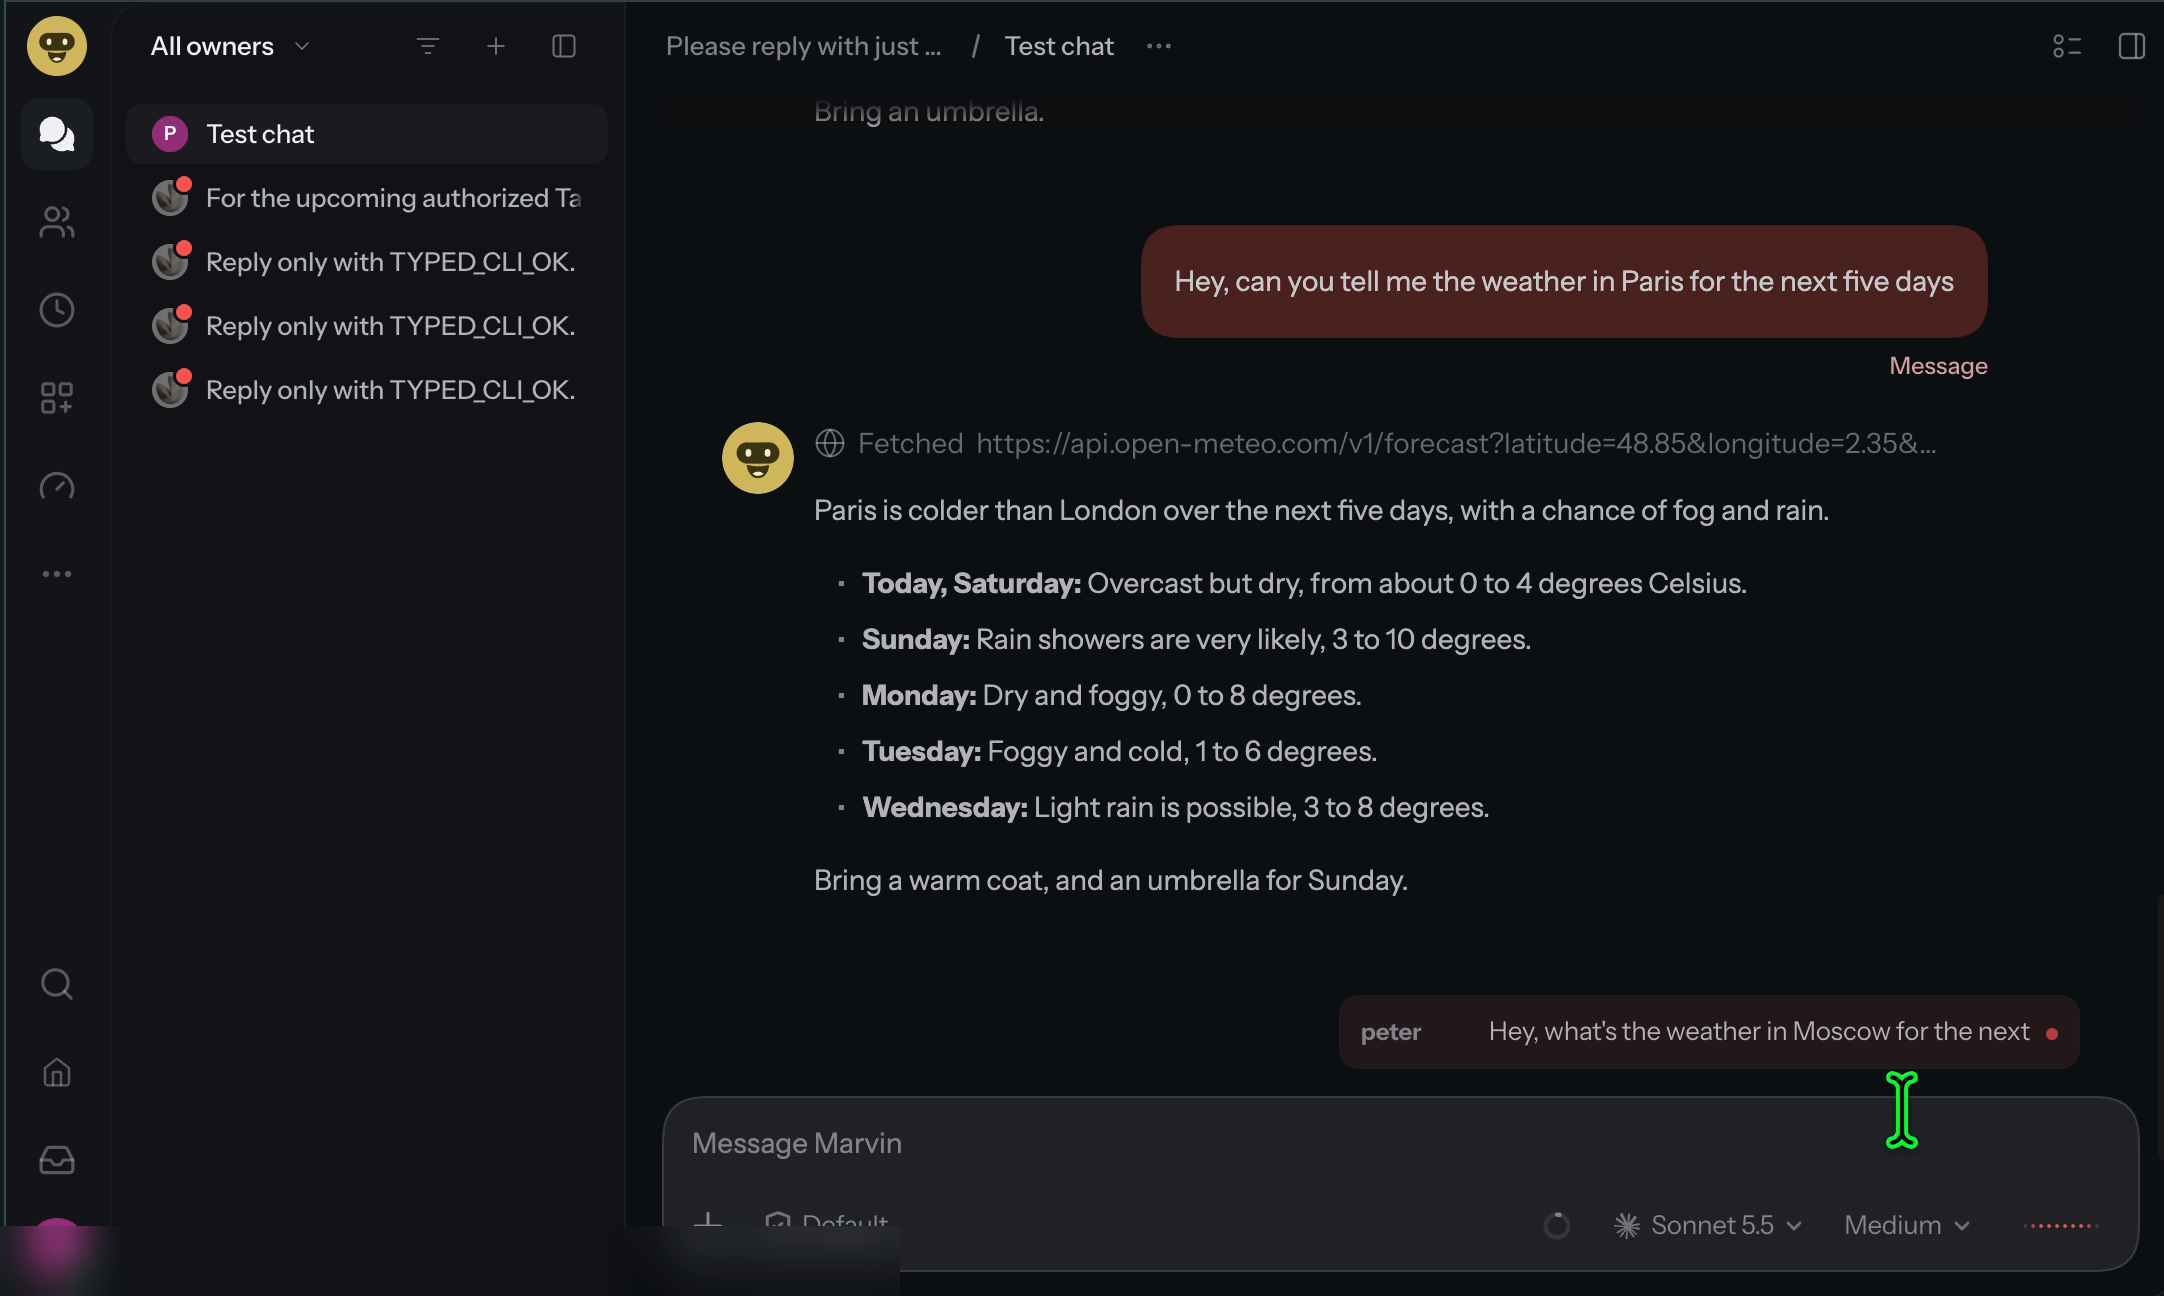 All owners
Please reply with just ... / Test chat
P Test chat
For the upcoming authorized Ta
Reply only with TYPED_CLI_OK.
Reply only with TYPED_CLI_OK.
Reply only with TYPED_CLI_OK.
Bring an umbrella.
Hey, can you tell me the weather in Paris for the next five days
Message
Fetched https://api.open-meteo.com/v1/forecast?latitude=48.85&longitude=2.35&...
Paris is colder than London over the next five days, with a chance of fog and rain.
Today, Saturday: Overcast but dry, from about 0 to 4 degrees Celsius.
Sunday: Rain showers are very likely, 3 to 10 degrees.
Monday: Dry and foggy, 0 to 8 degrees.
Tuesday: Foggy and cold, 1 to 6 degrees.
Wednesday: Light rain is possible, 3 to 8 degrees.
Bring a warm coat, and an umbrella for Sunday.
peter Hey, what's the weather in Moscow for the next
Message Marvin
Default Sonnet 5.5 Medium